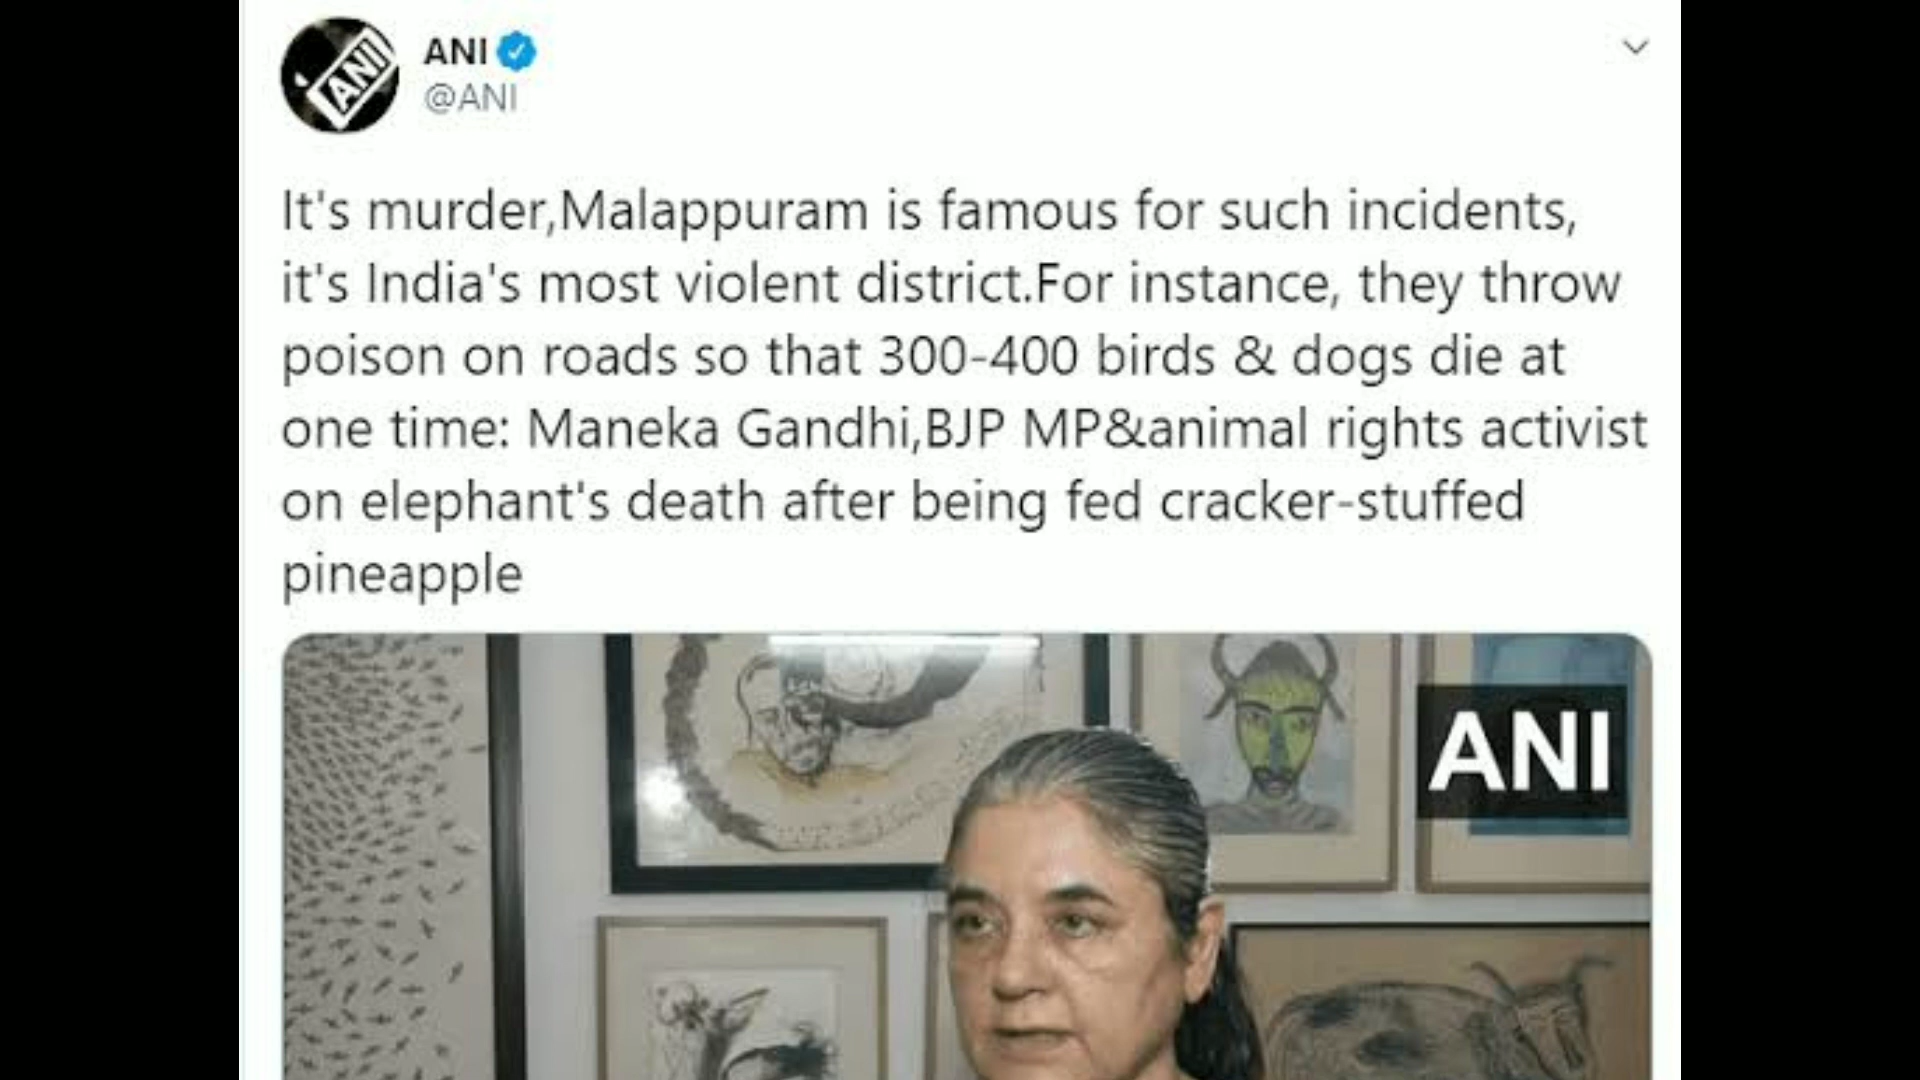 ANI
ANI
@ANI
It's murder,Malappuram is famous for such incidents,
it's India's most violent district.For instance, they throw
poison on roads so that 300-400 birds & dogs die at
one time: Maneka Gandhi,BJP MP&animal rights activist
on elephant's death after being fed cracker-stuffed
pineapple
ANI